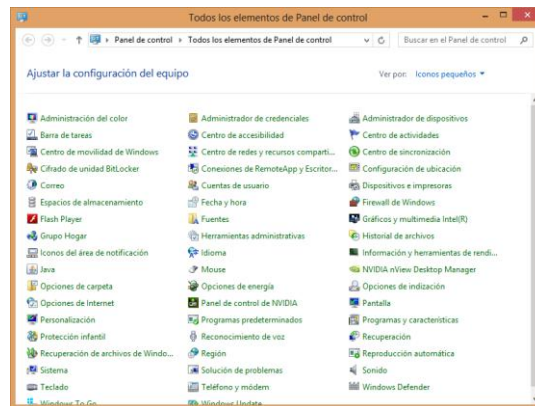 Todos los elementos de Panel de control
Panel de control Todos los elementos de Panel de control Buscar en el Panel de control
Ajustar la configuración del equipo Ver por: Iconos pequeños
Administración del color Administrador de credenciales Administrador de dispositivos
Barra de tareas Centro de accesibilidad Centro de actividades
Centro de movilidad de Windows Centro de redes y recursos comparti... Centro de sincronización
Cifrado de unidad BitLocker Conexiones de RemoteApp y Escritor... Configuración de ubicación
Correo Cuentas de usuario Dispositivos e impresoras
Espacios de almacenamiento Fecha y hora Firewall de Windows
Flash Player Fuentes Gráficos y multimedia Intel(R)
Grupo Hogar Herramientas administrativas Historial de archivos
Iconos del área de notificación Idioma Información y herramientas de rendi...
Java Mouse NVIDIA nView Desktop Manager
Opciones de carpeta Opciones de energía Opciones de indización
Opciones de Internet Panel de control de NVIDIA Pantalla
Personalización Programas predeterminados Programas y características
Protección infantil Reconocimiento de voz Recuperación
Recuperación de archivos de Windo... Región Reproducción automática
Sistema Solución de problemas Sonido
Teclado Teléfono y módem Windows Defender
Windows To Go Windows Update